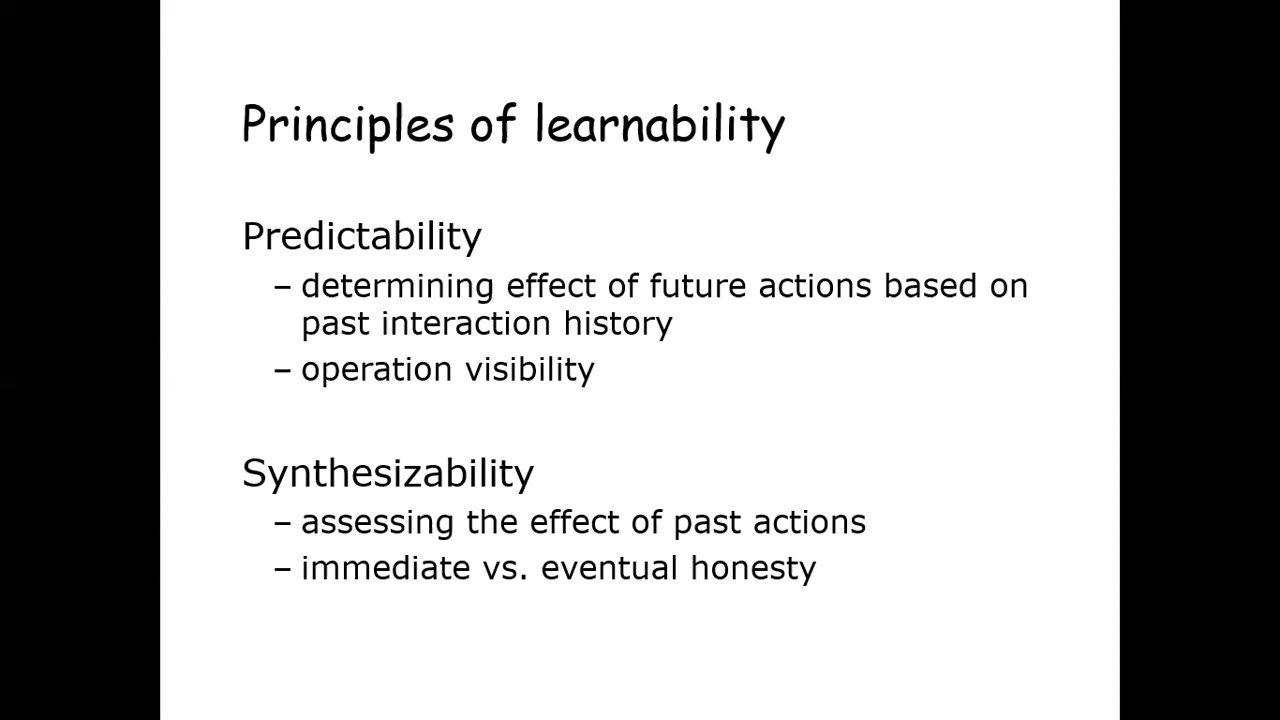 Principles of learnability
Predictability
– determining effect of future actions based on
past interaction history
– operation visibility
Synthesizability
– assessing the effect of past actions
– immediate vs. eventual honesty